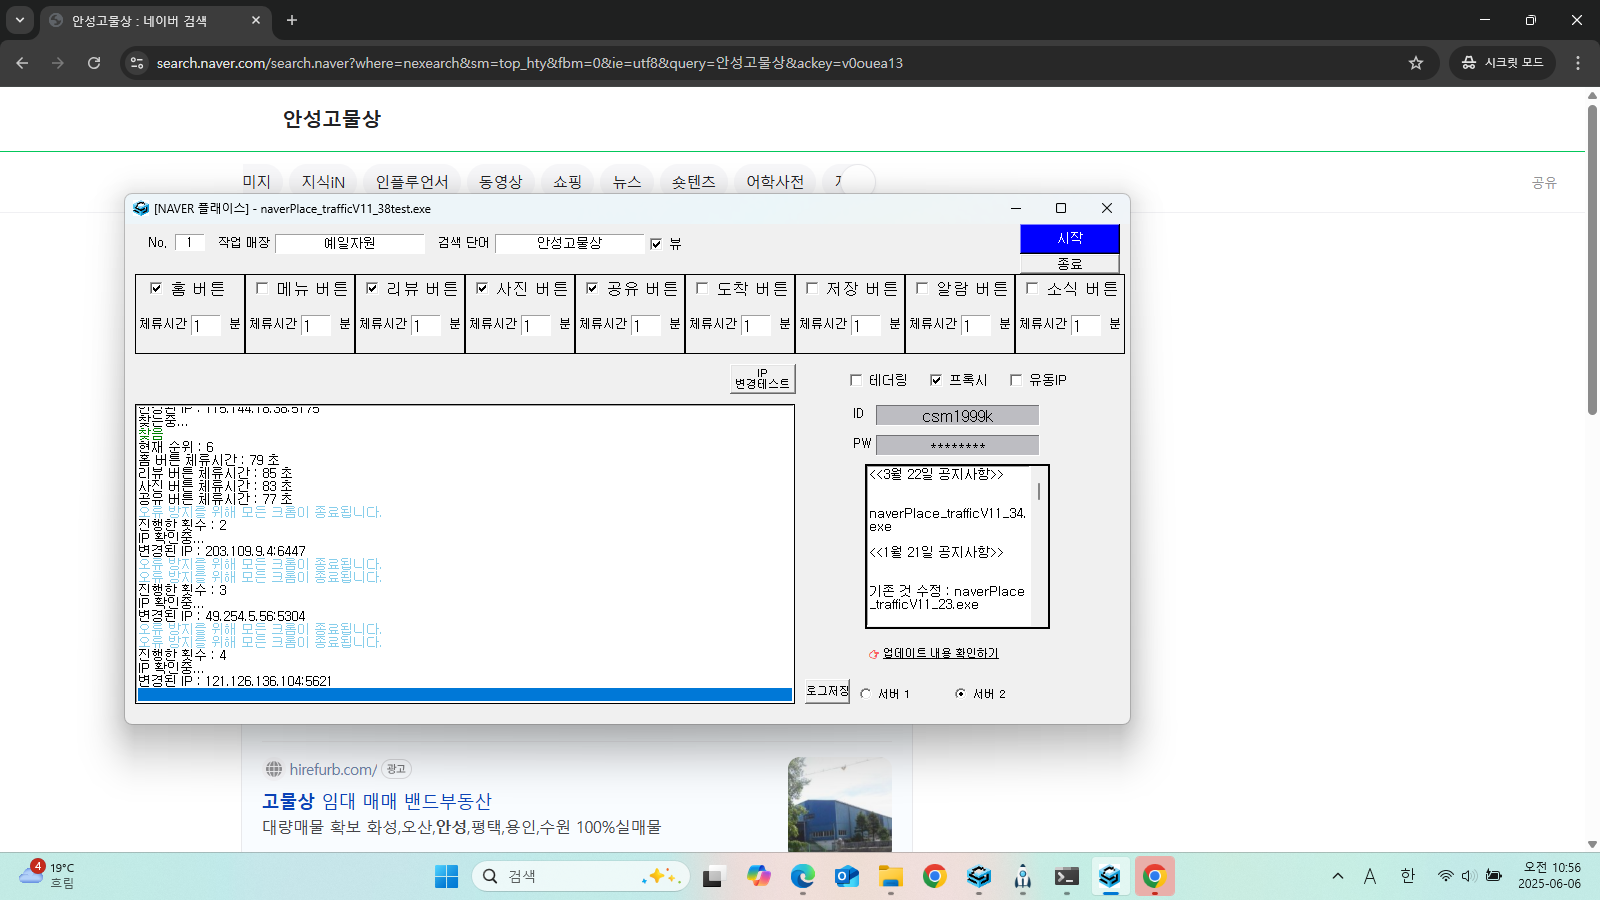 안성고물상 : 네이버 검색
search.naver.com/search.naver?where=nexearch&sm=top_hty&fbm=0&ie=utf8&query=안성고물상&ackey=v0ouea13
시크릿 모드
안성고물상
미지 지식iN 인플루언서 동영상 쇼핑 뉴스 숏텐츠 어학사전
공유
[NAVER 플레이스] - naverPlace_trafficV11_38test.exe
No. 1 작업 매장 예일자원 검색 단어 안성고물상 뷰
시작
종료
홈 버튼 메뉴 버튼 리뷰 버튼 사진 버튼 공유 버튼 도착 버튼 저장 버튼 알람 버튼 소식 버튼
체류시간 1 분 체류시간 1 분 체류시간 1 분 체류시간 1 분 체류시간 1 분 체류시간 1 분 체류시간 1 분 체류시간 1 분 체류시간 1 분
IP
변경테스트
테더링 프록시 유동IP
ID csm1999k
PW ********
변경된 IP : 115.144.18.38:5175
찾는중...
찾음
현재 순위 : 6
홈 버튼 체류시간 : 79 초
리뷰 버튼 체류시간 : 85 초
사진 버튼 체류시간 : 83 초
공유 버튼 체류시간 : 77 초
오류 방지를 위해 모든 크롬이 종료됩니다.
진행한 횟수 : 2
IP 확인중...
변경된 IP : 203.109.9.4:6447
오류 방지를 위해 모든 크롬이 종료됩니다.
오류 방지를 위해 모든 크롬이 종료됩니다.
진행한 횟수 : 3
IP 확인중...
변경된 IP : 49.254.5.56:5304
오류 방지를 위해 모든 크롬이 종료됩니다.
오류 방지를 위해 모든 크롬이 종료됩니다.
진행한 횟수 : 4
IP 확인중...
변경된 IP : 121.126.136.104:5621
<<3월 22일 공지사항>>
naverPlace_trafficV11_34.
exe
<<1월 21일 공지사항>>
기존 것 수정 : naverPlace
_trafficV11_23.exe
업데이트 내용 확인하기
로그저장 서버 1 서버 2
hirefurb.com/ 광고
고물상 임대 매매 밴드부동산
대량매물 확보 화성,오산,안성,평택,용인,수원 100%실매물
4
19°C
흐림
검색
A 한
오전 10:56
2025-06-06